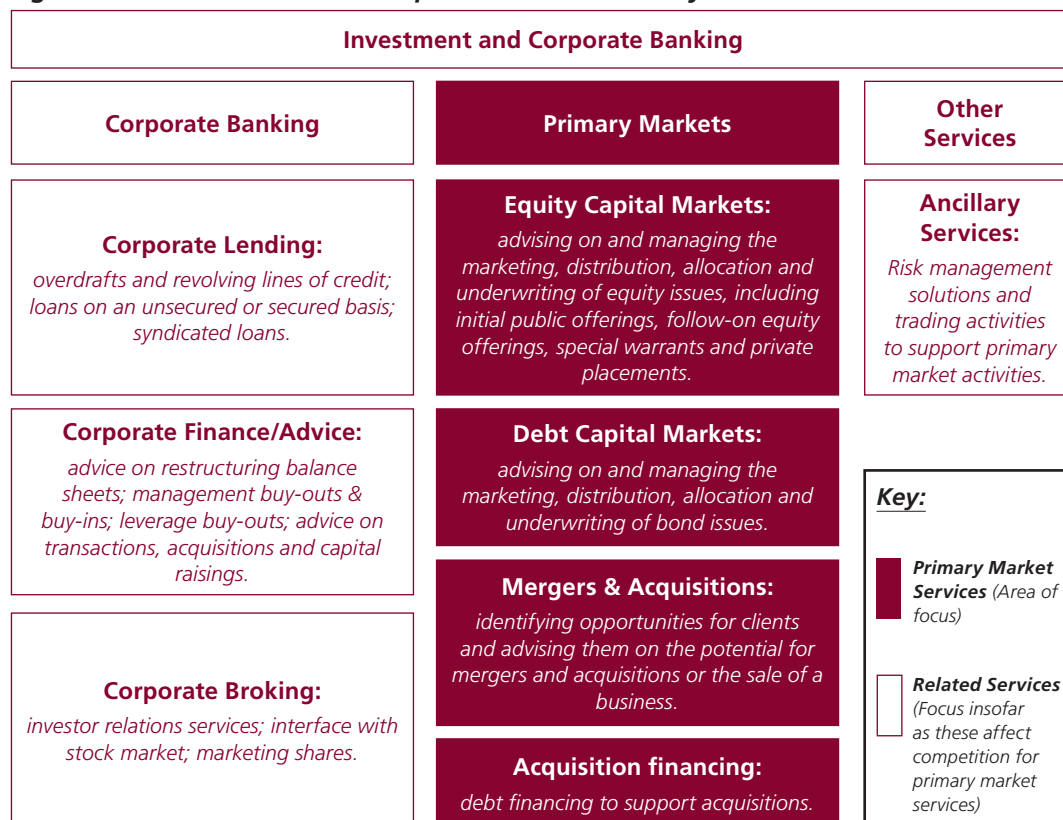 Investment and Corporate Banking
Corporate Banking
Corporate Lending:
overdrafts and revolving lines of credit;
loans on an unsecured or secured basis;
syndicated loans.
Corporate Finance/Advice:
advice on restructuring balance
sheets; management buy-outs &
buy-ins; leverage buy-outs; advice on
transactions, acquisitions and capital
raisings.
Corporate Broking:
investor relations services; interface with
stock market; marketing shares.
Primary Markets
Equity Capital Markets:
advising on and managing the
marketing, distribution, allocation and
underwriting of equity issues, including
initial public offerings, follow-on equity
offerings, special warrants and private
placements.
Debt Capital Markets:
advising on and managing the
marketing, distribution, allocation and
underwriting of bond issues.
Mergers & Acquisitions:
identifying opportunities for clients
and advising them on the potential for
mergers and acquisitions or the sale of a
business.
Acquisition financing:
debt financing to support acquisitions.
Other
Services
Ancillary
Services:
Risk management
solutions and
trading activities
to support primary
market activities.
Key:
Primary Market
Services (Area of
focus)
Related Services
(Focus insofar
as these affect
competition for
primary market
services)